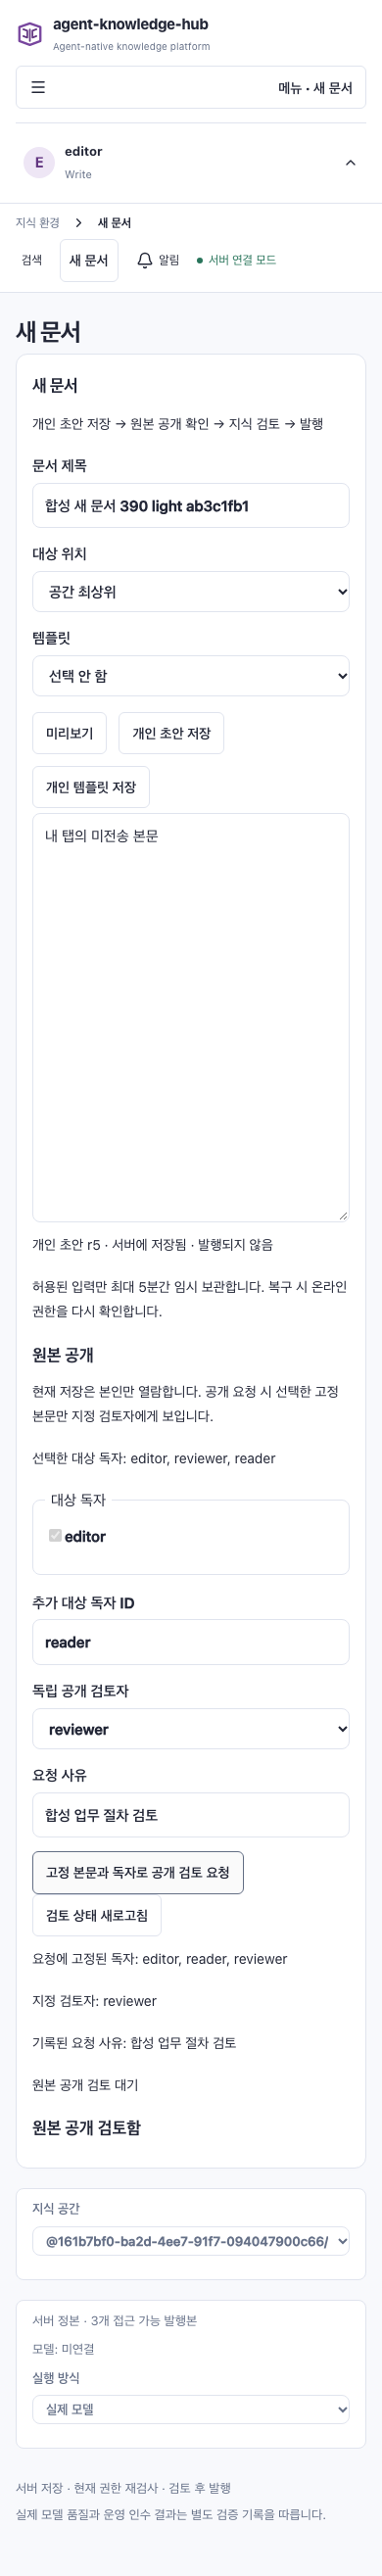 agent-knowledge-hub
Agent-native knowledge platform
메뉴 · 새 문서
E
editor
Write
지식 환경 > 새 문서
검색 새 문서 알림 서버 연결 모드
새 문서
새 문서
개인 초안 저장 → 원본 공개 확인 → 지식 검토 → 발행
문서 제목
합성 새 문서 390 light ab3c1fb1
대상 위치
공간 최상위
템플릿
선택 안 함
미리보기 개인 초안 저장
개인 템플릿 저장
내 탭의 미전송 본문
개인 초안 r5 · 서버에 저장됨 · 발행되지 않음
허용된 입력만 최대 5분간 임시 보관합니다. 복구 시 온라인
권한을 다시 확인합니다.
원본 공개
현재 저장은 본인만 열람합니다. 공개 요청 시 선택한 고정
본문만 지정 검토자에게 보입니다.
선택한 대상 독자: editor, reviewer, reader
대상 독자
editor
추가 대상 독자 ID
reader
독립 공개 검토자
reviewer
요청 사유
합성 업무 절차 검토
고정 본문과 독자로 공개 검토 요청
검토 상태 새로고침
요청에 고정된 독자: editor, reader, reviewer
지정 검토자: reviewer
기록된 요청 사유: 합성 업무 절차 검토
원본 공개 검토 대기
원본 공개 검토함
지식 공간
@161b7bf0-ba2d-4ee7-91f7-094047900c66/
서버 정본 · 3개 접근 가능 발행본
모델: 미연결
실행 방식
실제 모델
서버 저장 · 현재 권한 재검사 · 검토 후 발행
실제 모델 품질과 운영 인수 결과는 별도 검증 기록을 따릅니다.